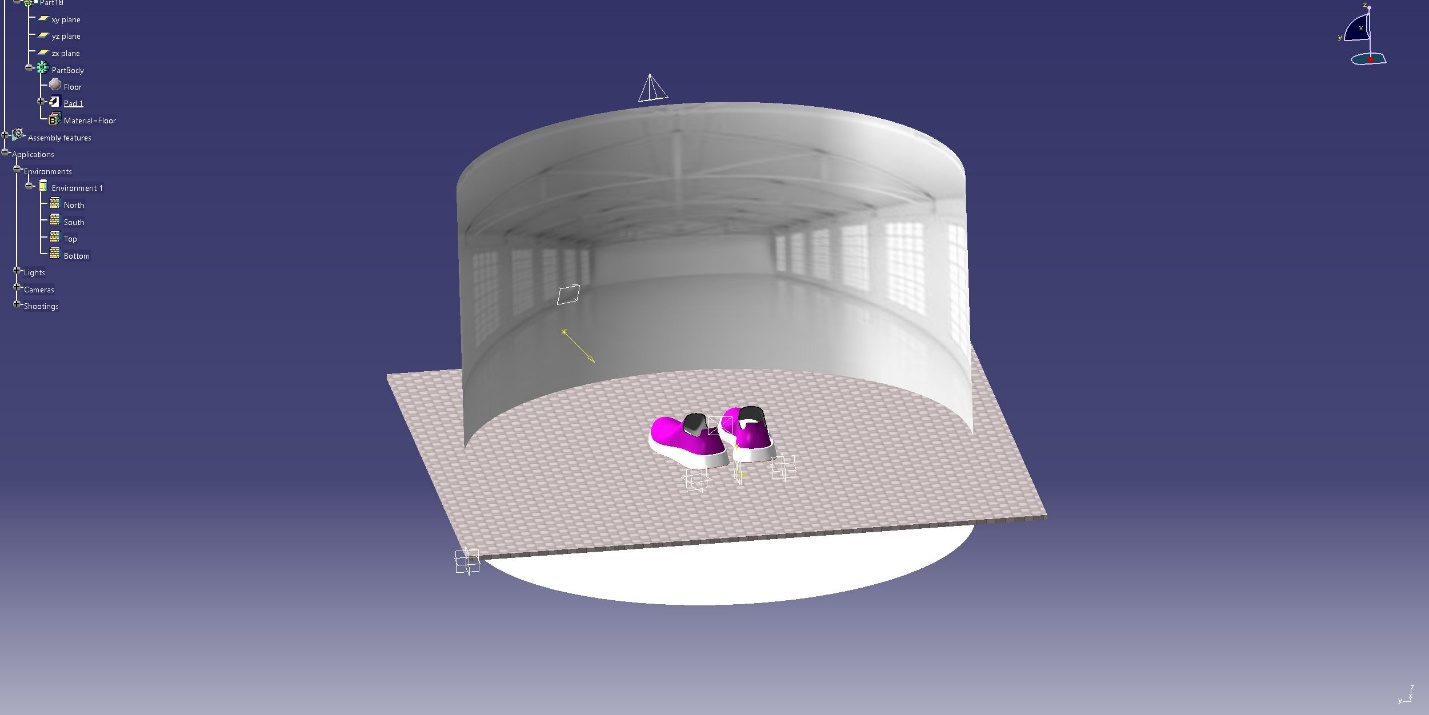 Part18
xy plane
yz plane
zx plane
PartBody
Floor
Pad.1
Material=Floor
Assembly features
Applications
Environments
Environment 1
North
South
Top
Bottom
Lights
Cameras
Shootings
z
x
y
z
y